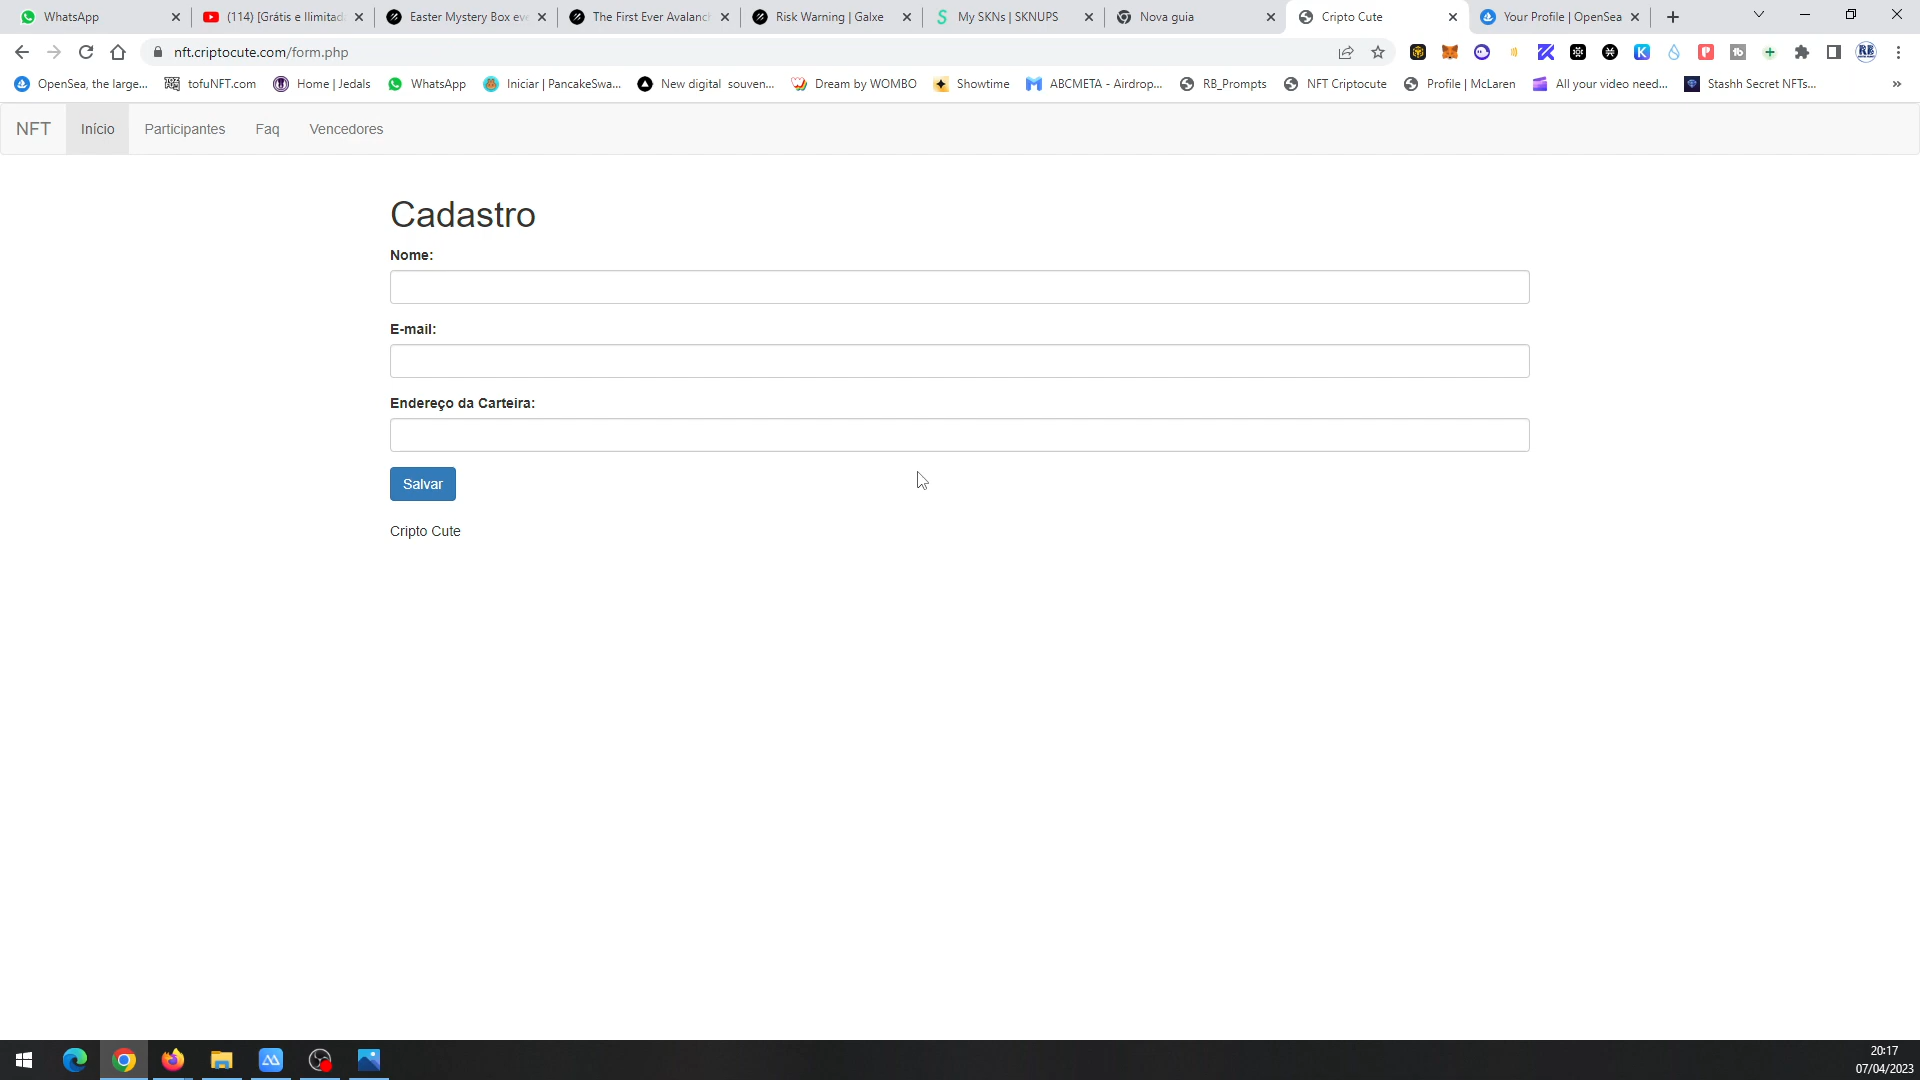 WhatsApp
(114) [Grátis e Ilimitad
Easter Mystery Box eve
The First Ever Avalanch
Risk Warning | Galxe
My SKNs | SKNUPS
Nova guia
Cripto Cute
Your Profile | OpenSea
nft.criptocute.com/form.php
OpenSea, the large...
tofuNFT.com
Home | Jedals
WhatsApp
Iniciar | PancakeSwa...
New digital souven...
Dream by WOMBO
Showtime
ABCMETA - Airdrop...
RB_Prompts
NFT Criptocute
Profile | McLaren
All your video need...
Stashh Secret NFTs...
»
NFT
Início
Participantes
Faq
Vencedores
Cadastro
Nome:
E-mail:
Endereço da Carteira:
Salvar
Cripto Cute
20:17
07/04/2023